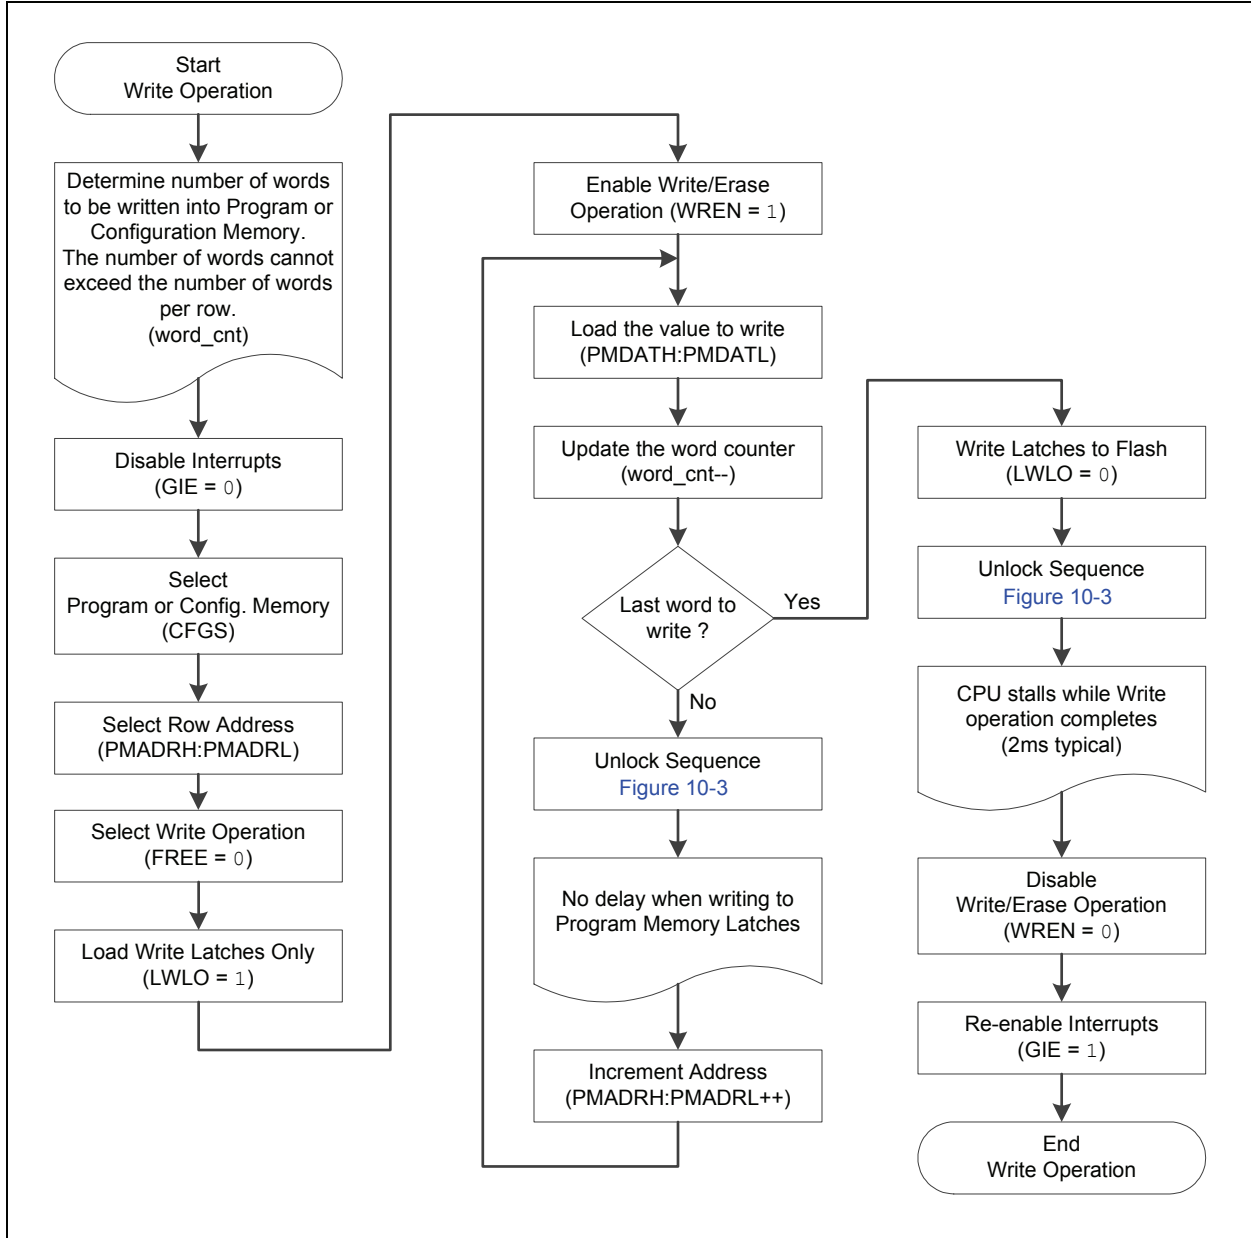 Start
Write Operation
Determine number of words
to be written into Program or
Configuration Memory.
The number of words cannot
exceed the number of words
per row.
(word_cnt)
Disable Interrupts
(GIE = 0)
Select
Program or Config. Memory
(CFGS)
Select Row Address
(PMADRH:PMADRL)
Select Write Operation
(FREE = 0)
Load Write Latches Only
(LWLO = 1)
Enable Write/Erase
Operation (WREN = 1)
Load the value to write
(PMDATH:PMDATL)
Update the word counter
(word_cnt--)
Last word to
write ?
Yes
No
Unlock Sequence
Figure 10-3
No delay when writing to
Program Memory Latches
Increment Address
(PMADRH:PMADRL++)
Write Latches to Flash
(LWLO = 0)
Unlock Sequence
Figure 10-3
CPU stalls while Write
operation completes
(2ms typical)
Disable
Write/Erase Operation
(WREN = 0)
Re-enable Interrupts
(GIE = 1)
End
Write Operation